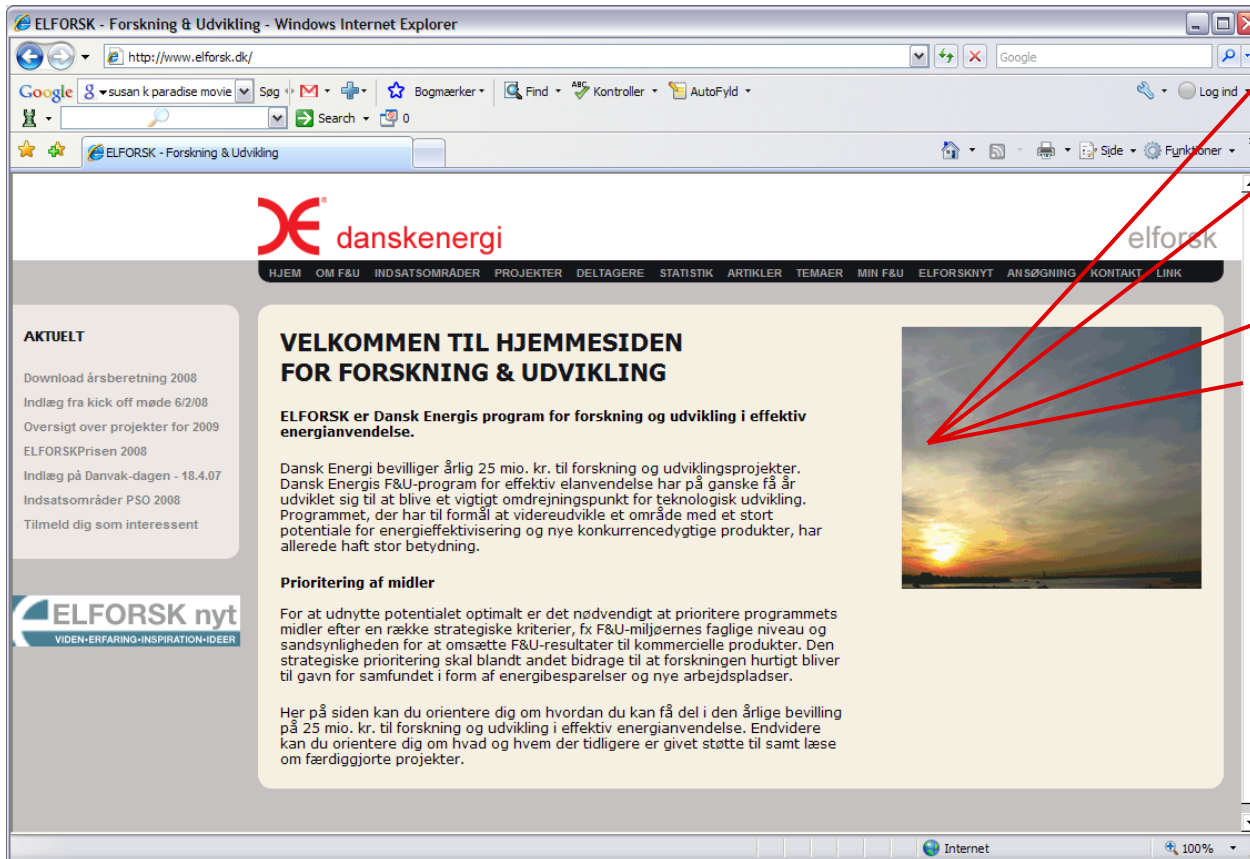 ELFORSK - Forskning & Udvikling - Windows Internet Explorer
http://www.elforsk.dk/
Google
Google susan k paradise movie Søg Bogmærker Find ABC Kontroller AutoFyld Log ind
Search 0
ELFORSK - Forskning & Udvikling Side Funktioner
danskenergi
elforsk
HJEM OM F&U INDSATSOMRÅDER PROJEKTER DELTAGERE STATISTIK ARTIKLER TEMAER MIN F&U ELFORSKNYT ANSØGNING KONTAKT LINK
AKTUELT
Download årsberetning 2008
Indlæg fra kick off møde 6/2/08
Oversigt over projekter for 2009
ELFORSKPrisen 2008
Indlæg på Danvak-dagen - 18.4.07
Indsatsområder PSO 2008
Tilmeld dig som interessent
ELFORSK nyt
VIDEN-ERFARING-INSPIRATION-IDEER
VELKOMMEN TIL HJEMMESIDEN
FOR FORSKNING & UDVIKLING
ELFORSK er Dansk Energis program for forskning og udvikling i effektiv
energianvendelse.
Dansk Energi bevilliger årlig 25 mio. kr. til forskning og udviklingsprojekter.
Dansk Energis F&U-program for effektiv elanvendelse har på ganske få år
udviklet sig til at blive et vigtigt omdrejningspunkt for teknologisk udvikling.
Programmet, der har til formål at videreudvikle et område med et stort
potentiale for energieffektivisering og nye konkurrencedygtige produkter, har
allerede haft stor betydning.
Prioritering af midler
For at udnytte potentialet optimalt er det nødvendigt at prioritere programmets
midler efter en række strategiske kriterier, fx F&U-miljøernes faglige niveau og
sandsynligheden for at omsætte F&U-resultater til kommercielle produkter. Den
strategiske prioritering skal blandt andet bidrage til at forskningen hurtigt bliver
til gavn for samfundet i form af energibesparelser og nye arbejdspladser.
Her på siden kan du orientere dig om hvordan du kan få del i den årlige bevilling
på 25 mio. kr. til forskning og udvikling i effektiv energianvendelse. Endvidere
kan du orientere dig om hvad og hvem der tidligere er givet støtte til samt læse
om færdiggjorte projekter.
Internet 100%